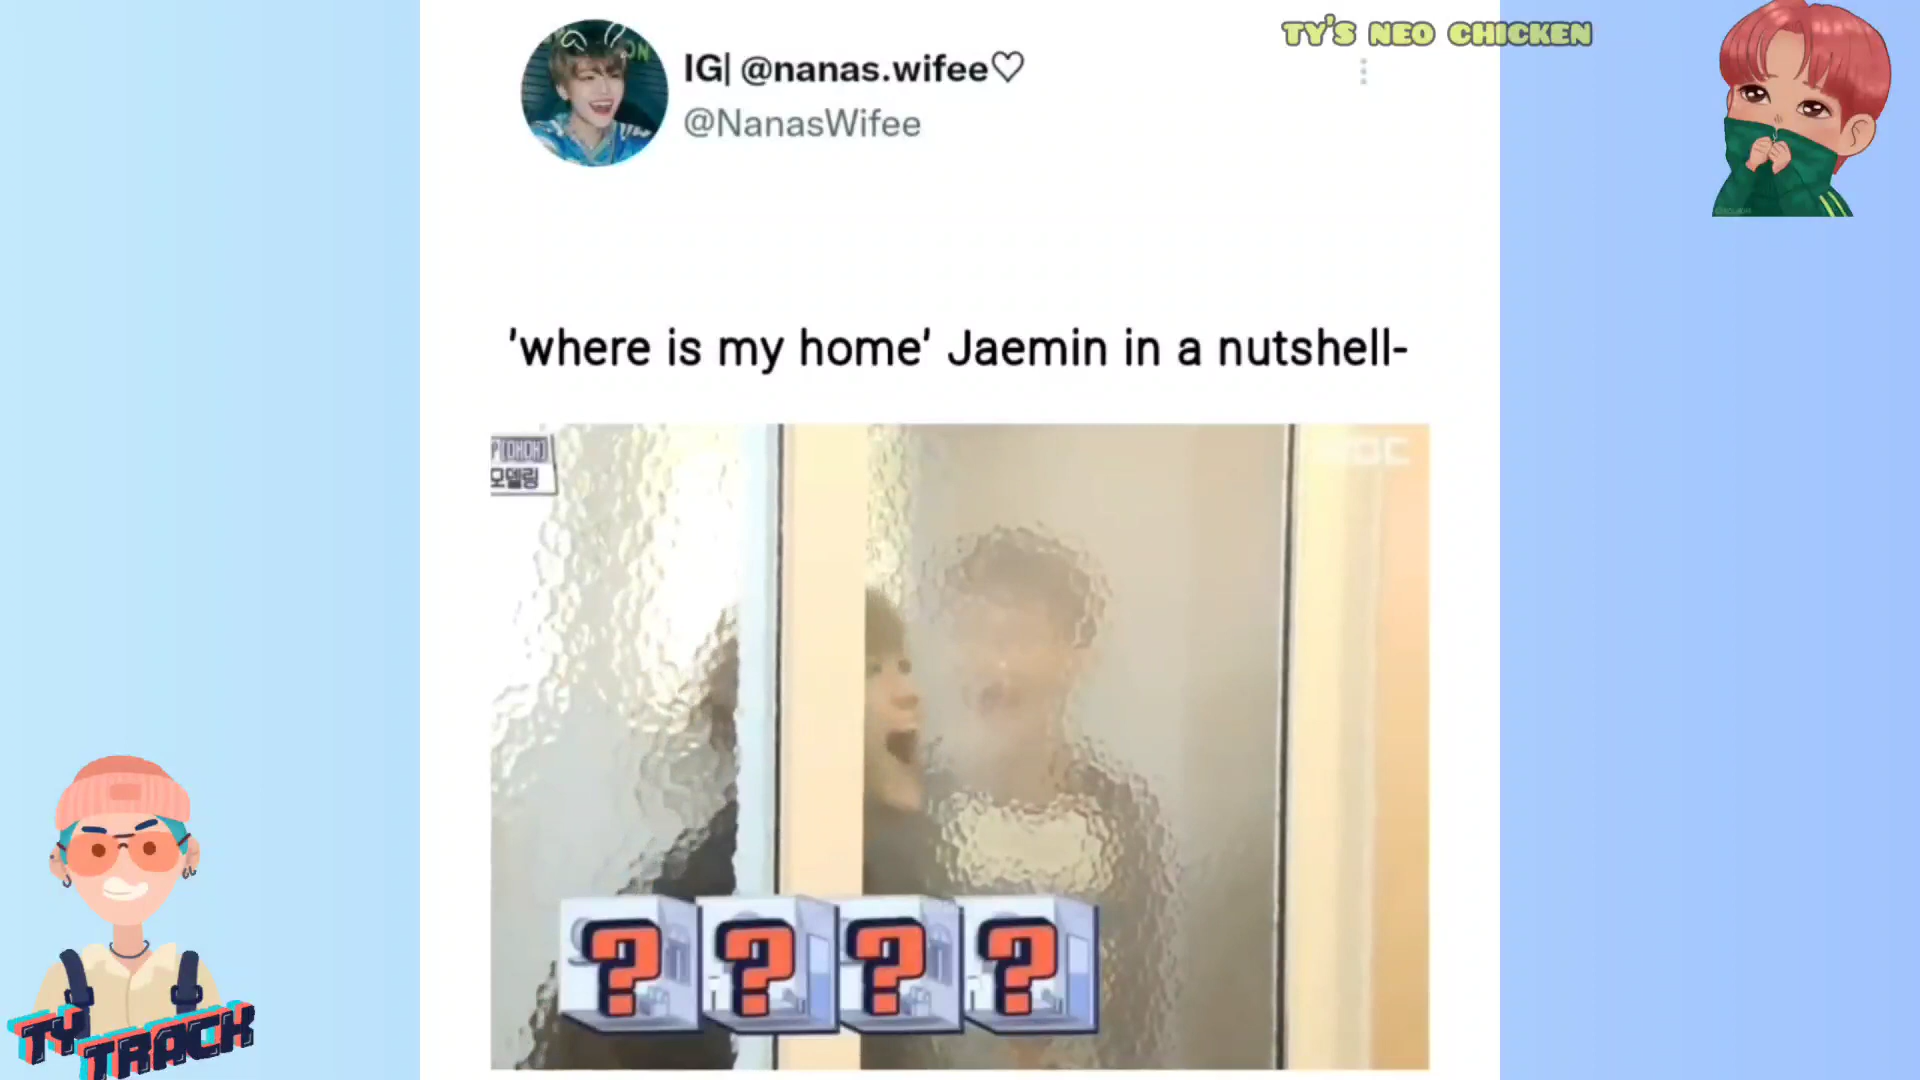 TY'S NEO CHICKEN
IG| @nanas.wifee♡
@NanasWifee
'where is my home' Jaemin in a nutshell-
모델링
????
TY
TRACK